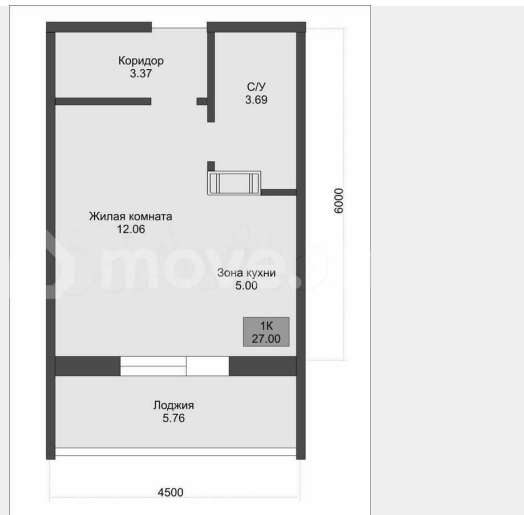 Коридор
3.37
С/У
3.69
6000
Жилая комната
12.06
move.
Зона кухни
5.00
1К
27.00
Лоджия
5.76
4500